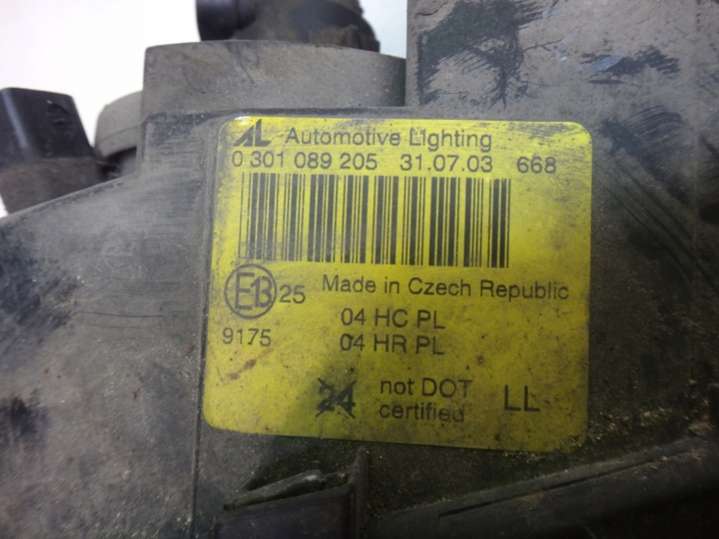 AL Automotive Lighting
0 301 089 205 31.07.03 668
E13 25 Made in Czech Republic
04 HC PL
9175 04 HR PL
24 not DOT LL
certified